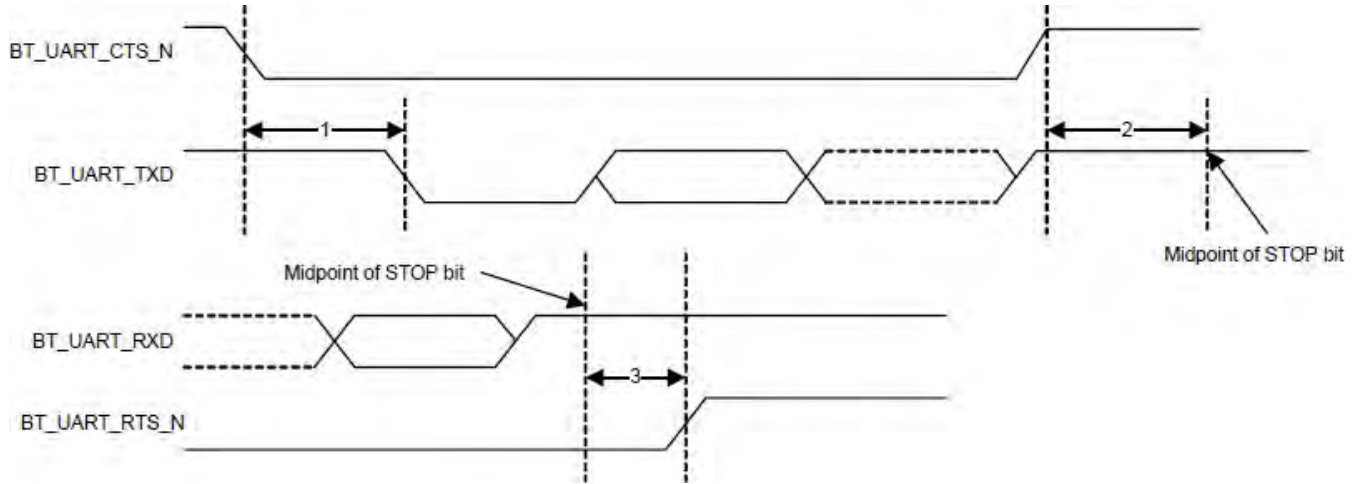 BT_UART_CTS_N
1
2
BT_UART_TXD
Midpoint of STOP bit
Midpoint of STOP bit
BT_UART_RXD
3
BT_UART_RTS_N